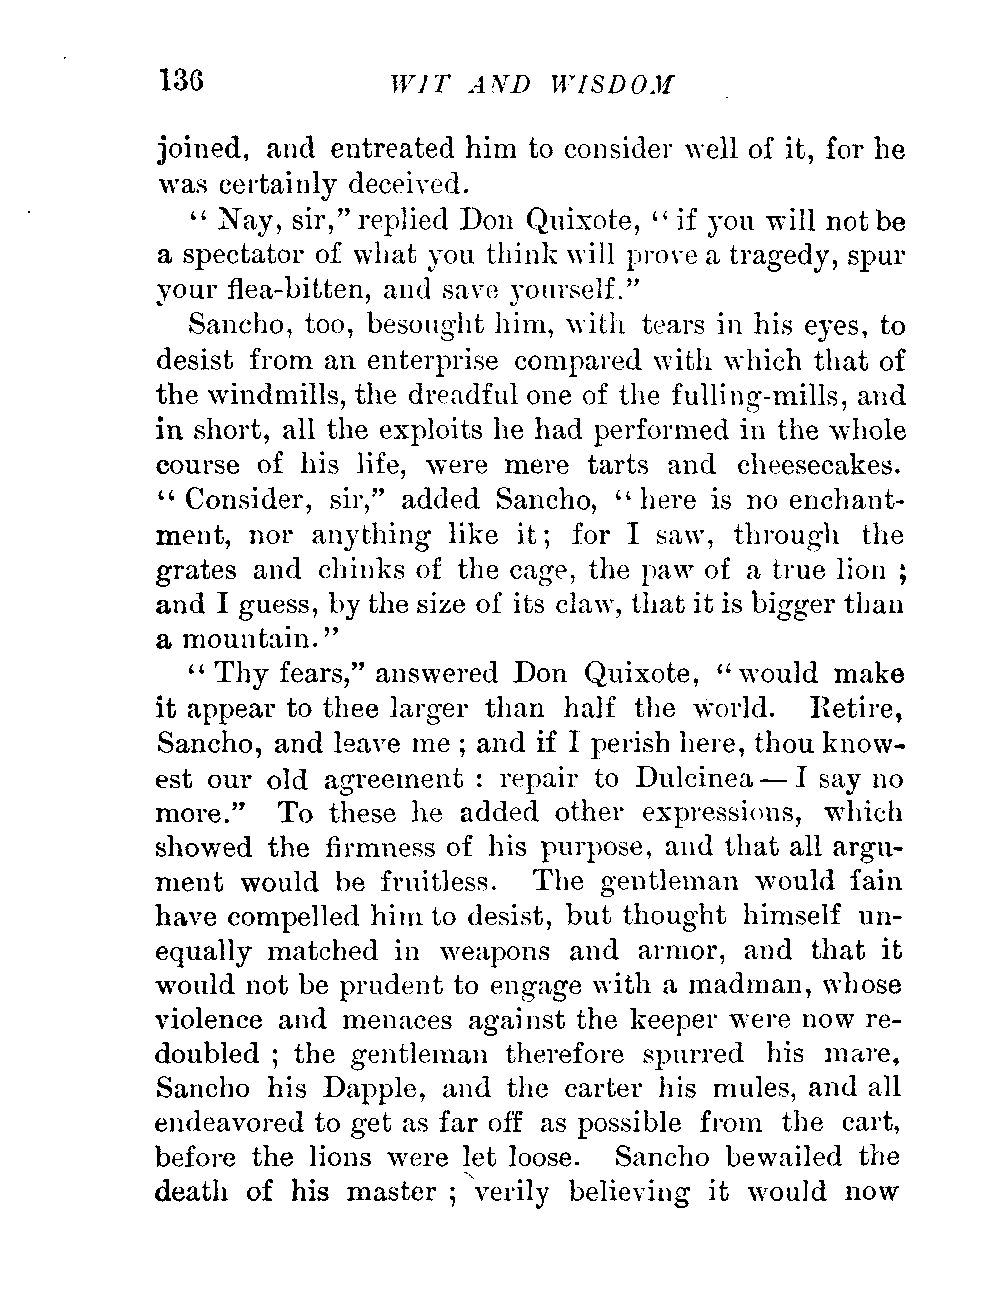 136 WIT AND WISDOM
joined, and entreated him to consider well of it, for he
was certainly deceived.
“ Nay, sir,” replied Don Quixote, “ if you will not be
a spectator of what you think will prove a tragedy, spur
your flea-bitten, and save yourself.”
Sancho, too, besought him, with tears in his eyes, to
desist from an enterprise compared with which that of
the windmills, the dreadful one of the fulling-mills, and
in short, all the exploits he had performed in the whole
course of his life, were mere tarts and cheesecakes.
“ Consider, sir,” added Sancho, “ here is no enchant-
ment, nor anything like it ; for I saw, through the
grates and chinks of the cage, the paw of a true lion ;
and I guess, by the size of its claw, that it is bigger than
a mountain.”
“ Thy fears,” answered Don Quixote, “ would make
it appear to thee larger than half the world. Retire,
Sancho, and leave me ; and if I perish here, thou know-
est our old agreement : repair to Dulcinea — I say no
more.” To these he added other expressions, which
showed the firmness of his purpose, and that all argu-
ment would be fruitless. The gentleman would fain
have compelled him to desist, but thought himself un-
equally matched in weapons and armor, and that it
would not be prudent to engage with a madman, whose
violence and menaces against the keeper were now re-
doubled ; the gentleman therefore spurred his mare,
Sancho his Dapple, and the carter his mules, and all
endeavored to get as far off as possible from the cart,
before the lions were let loose. Sancho bewailed the
death of his master ; verily believing it would now